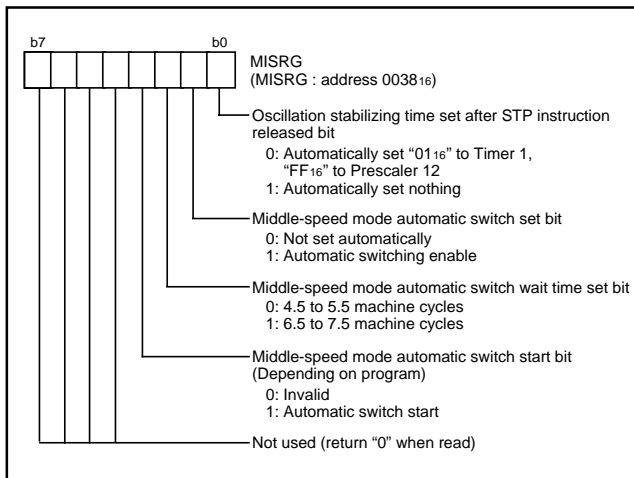 b7 b0
MISRG
(MISRG : address 003816)
Oscillation stabilizing time set after STP instruction
released bit
0: Automatically set “0116” to Timer 1,
“FF16” to Prescaler 12
1: Automatically set nothing
Middle-speed mode automatic switch set bit
0: Not set automatically
1: Automatic switching enable
Middle-speed mode automatic switch wait time set bit
0: 4.5 to 5.5 machine cycles
1: 6.5 to 7.5 machine cycles
Middle-speed mode automatic switch start bit
(Depending on program)
0: Invalid
1: Automatic switch start
Not used (return “0” when read)